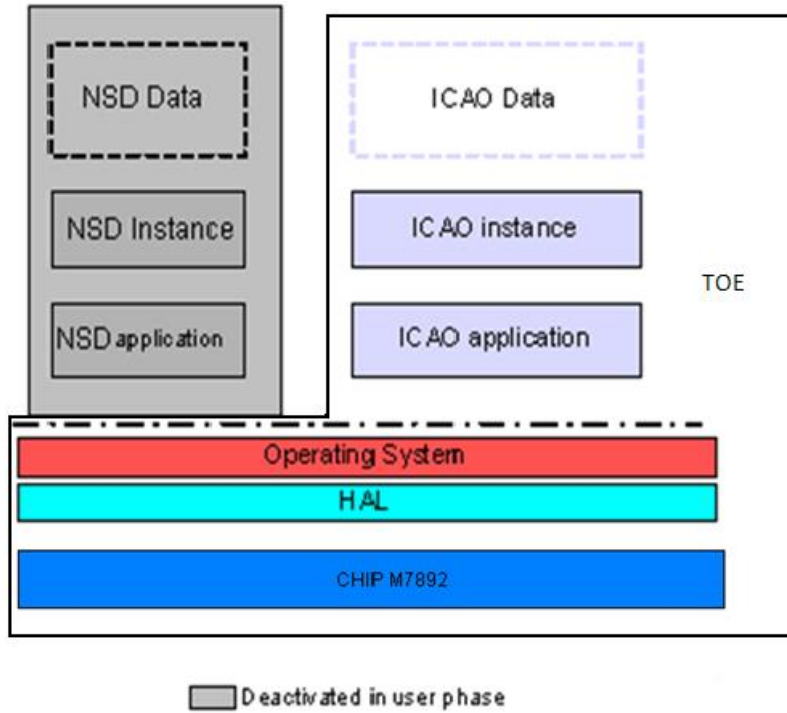 NSD Data
ICAO Data
NSD Instance
ICAO instance
TOE
NSD application
ICAO application
Operating System
HAL
CHIP M7892
Deactivated in user phase